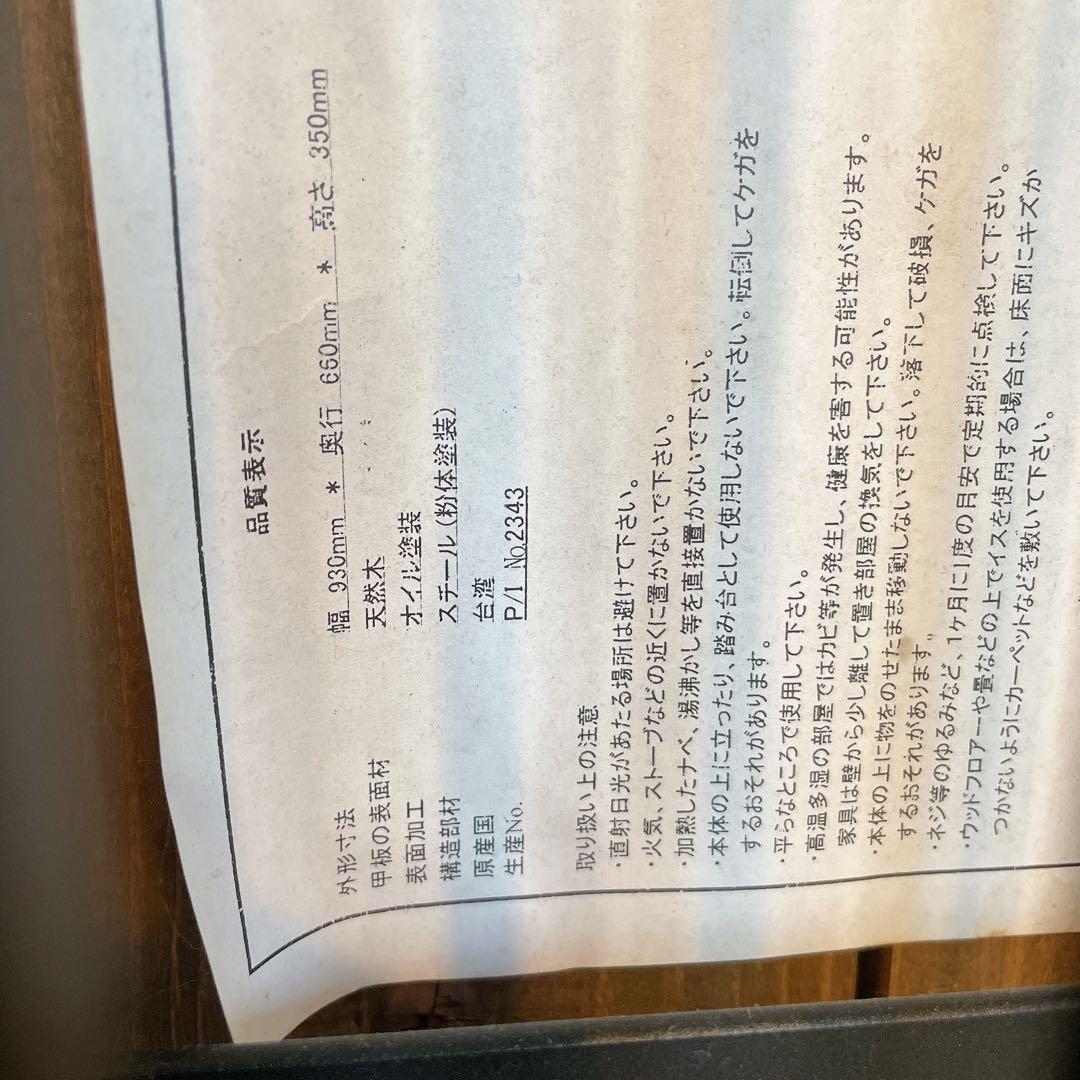 品質表示
外形寸法 幅 930mm * 奥行 660mm * 高さ 350mm
甲板の表面材 天然木
表面加工 オイル塗装
構造部材 スチール(粉体塗装)
原産国 台湾
生産No. P/I No.2343
取り扱い上の注意
・直射日光があたる場所は避けて下さい。
・火気、ストーブなどの近くに置かないで下さい。
・加熱したナベ、湯沸かし等を直接置かないで下さい。
・本体の上に立ったり、踏み台として使用しないで下さい。転倒してケガを
するおそれがあります。
・平らなところで使用して下さい。
・高温多湿の部屋ではカビ等が発生し、健康を害する可能性があります。
家具は壁から少し離して置き部屋の換気をして下さい。
・本体の上に物をのせたまま移動しないで下さい。落下して破損、ケガを
するおそれがあります。
・ネジ等のゆるみなど、1ヶ月に1度の目安で定期的に点検して下さい。
・ウッドフロアーや畳などの上でイスを使用する場合は、床面にキズか
つかないようにカーペットなどを敷いて下さい。